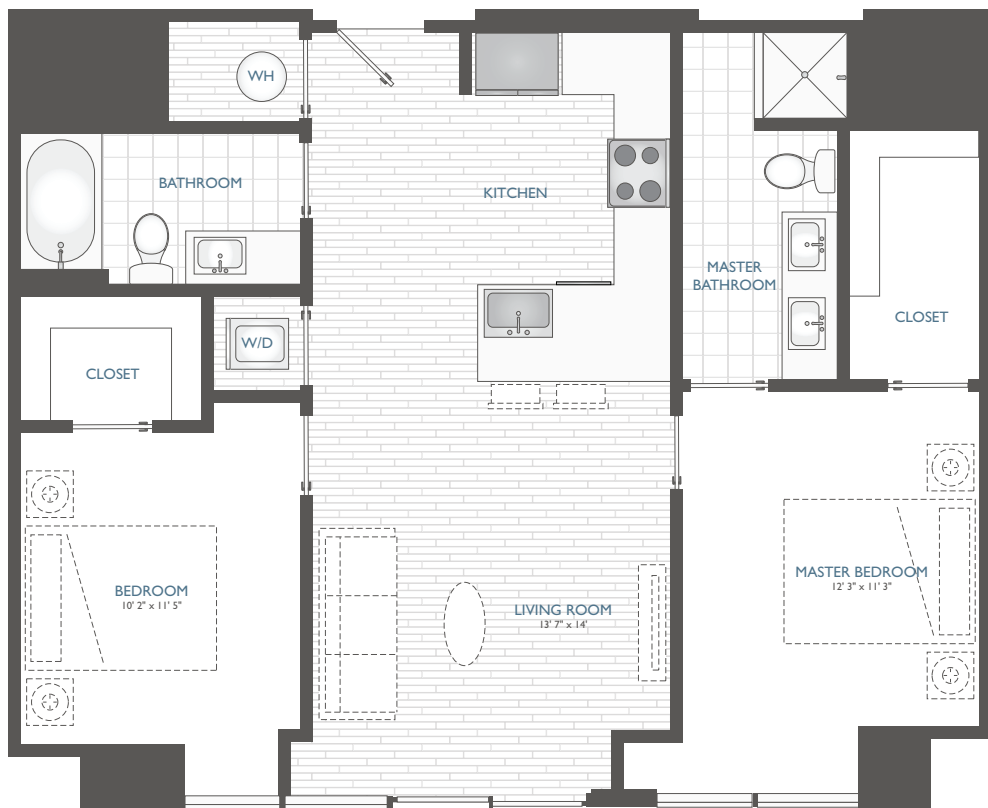 WH
BATHROOM
KITCHEN
MASTER
BATHROOM
CLOSET
W/D
CLOSET
BEDROOM
10' 2" x 11' 5"
LIVING ROOM
13' 7" x 14'
MASTER BEDROOM
12' 3" x 11' 3"